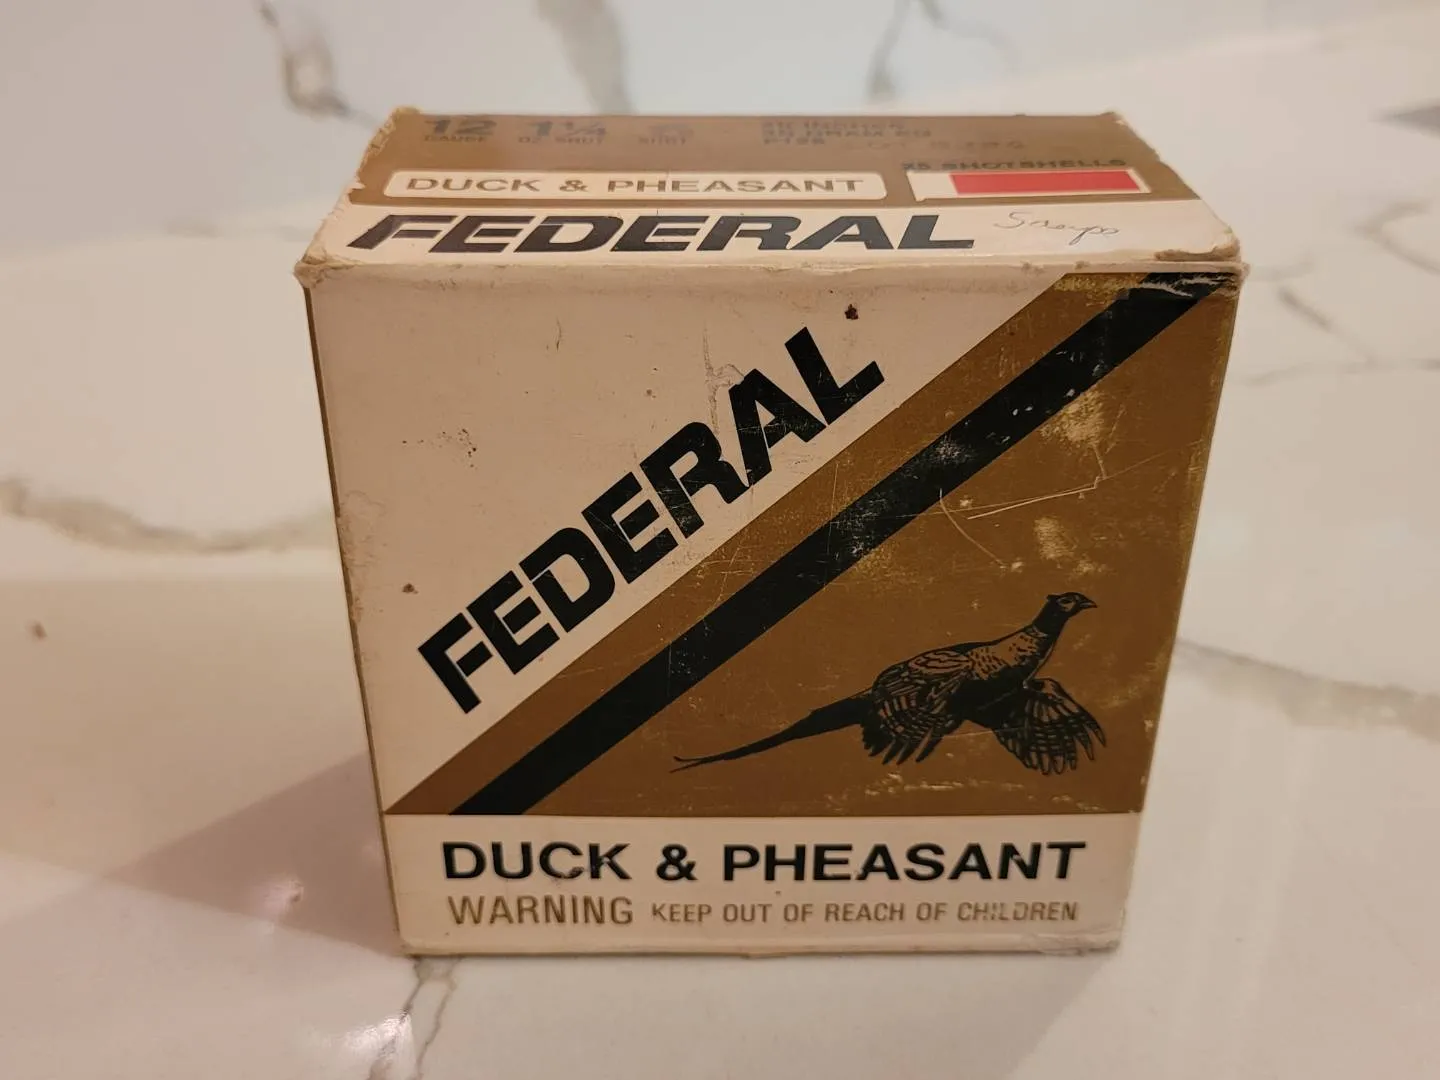 12 1¼
GAUGE OZ. SHOT SHOT
25 SHOTSHELLS
DUCK & PHEASANT
FEDERAL
FEDERAL
DUCK & PHEASANT
WARNING KEEP OUT OF REACH OF CHILDREN